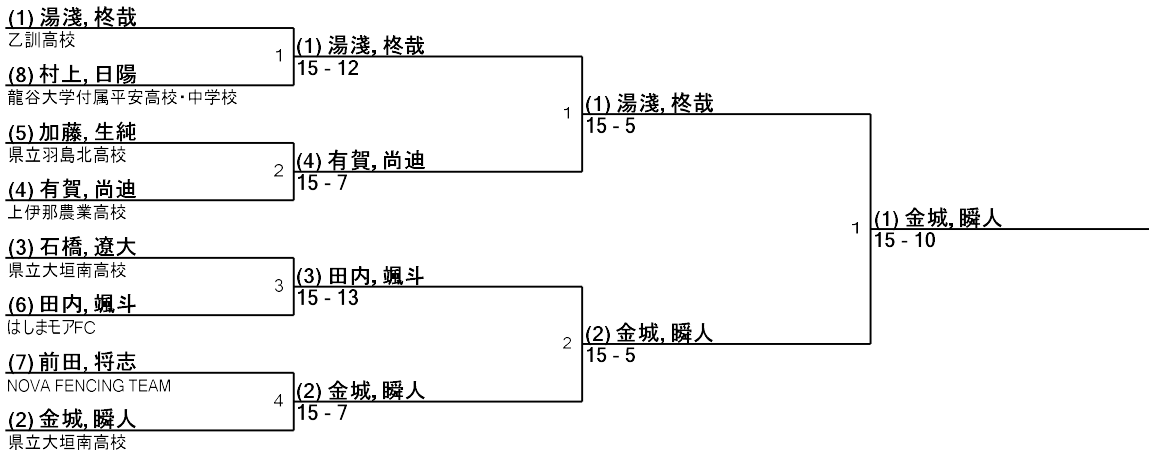 (1) 湯淺, 柊哉
乙訓高校
(8) 村上, 日陽
龍谷大学付属平安高校・中学校
(5) 加藤, 生純
県立羽島北高校
(4) 有賀, 尚迪
上伊那農業高校
(3) 石橋, 遼大
県立大垣南高校
(6) 田内, 颯斗
はしまモアFC
(7) 前田, 将志
NOVA FENCING TEAM
(2) 金城, 瞬人
県立大垣南高校
1
(1) 湯淺, 柊哉
15 - 12
2
(4) 有賀, 尚迪
15 - 7
3
(3) 田内, 颯斗
15 - 13
4
(2) 金城, 瞬人
15 - 7
1
(1) 湯淺, 柊哉
15 - 5
2
(2) 金城, 瞬人
15 - 5
1
(1) 金城, 瞬人
15 - 10